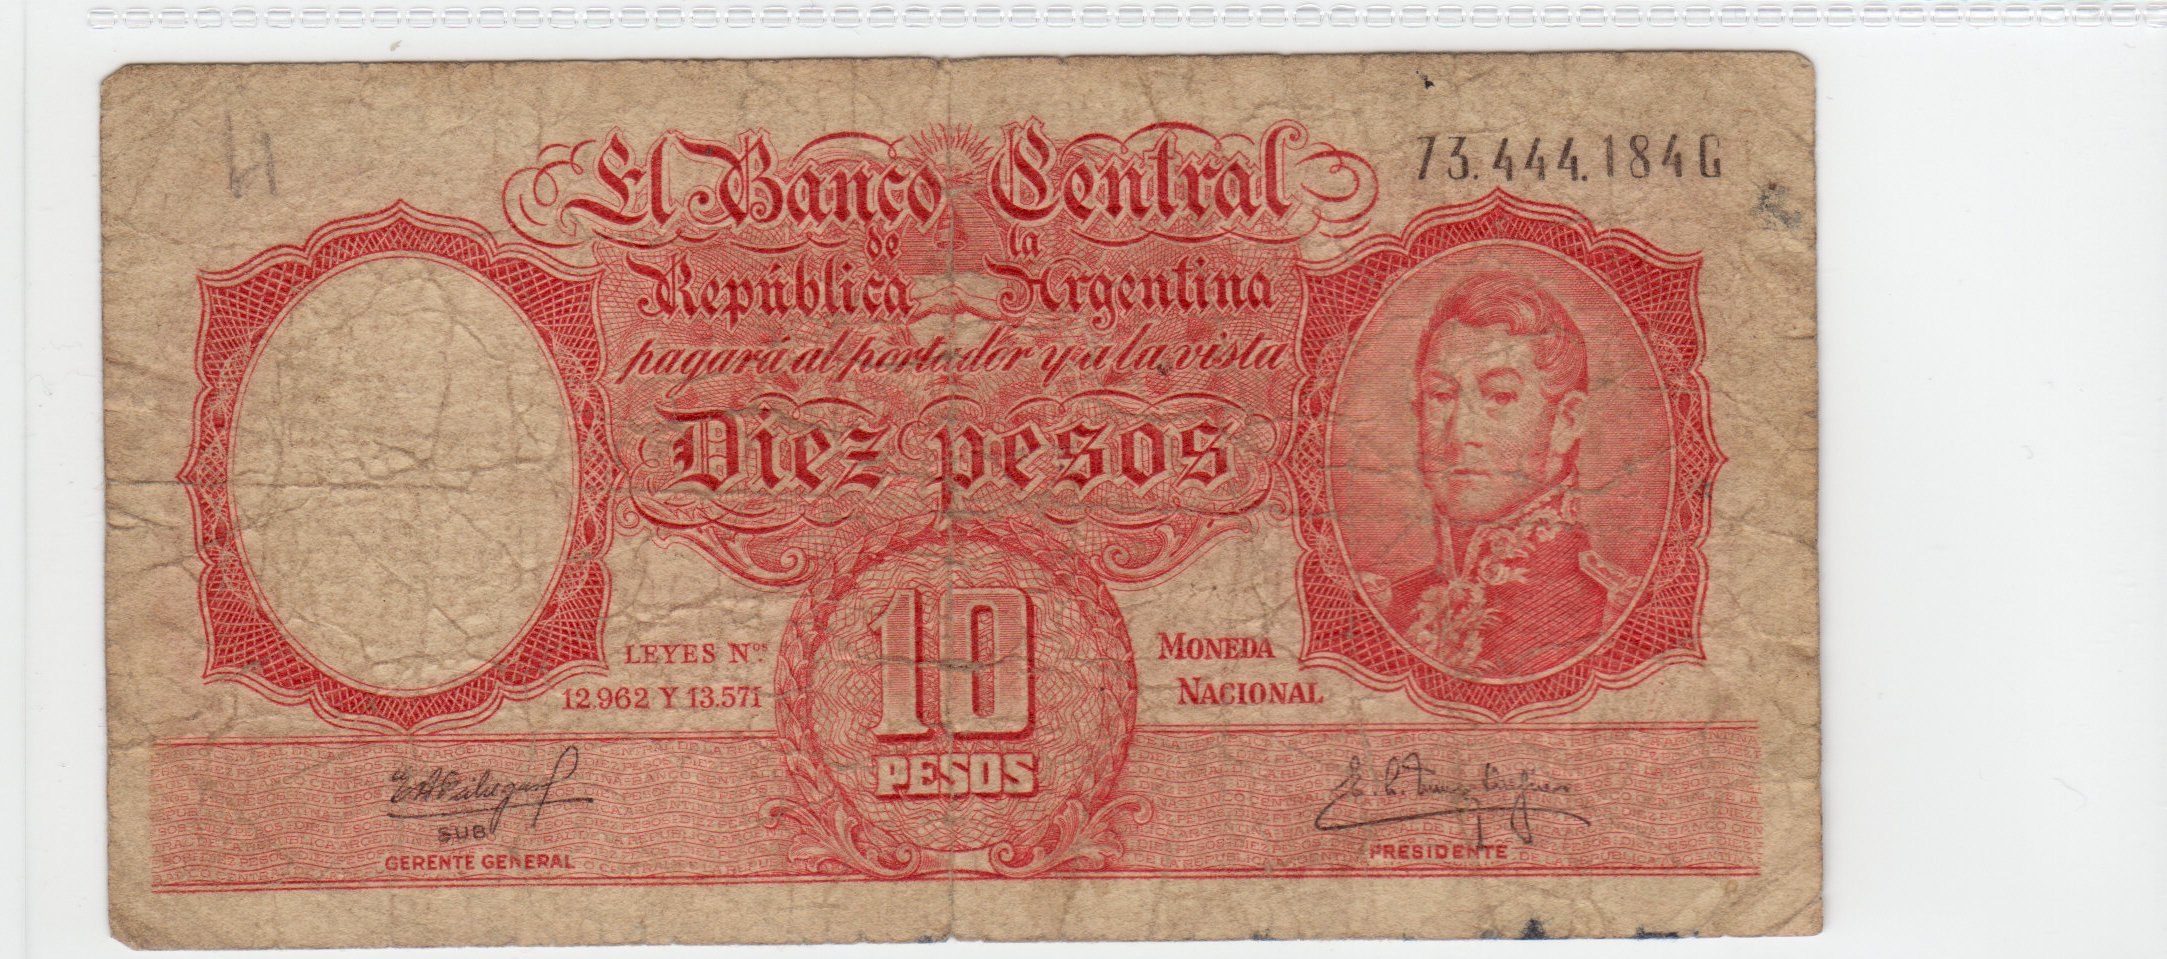 73.444.184G
El Banco Central
de la
República Argentina
pagará al portador y a la vista
Diez pesos
LEYES Nos.
12.962 Y 13.571
10
PESOS
MONEDA
NACIONAL
SUB
GERENTE GENERAL
PRESIDENTE